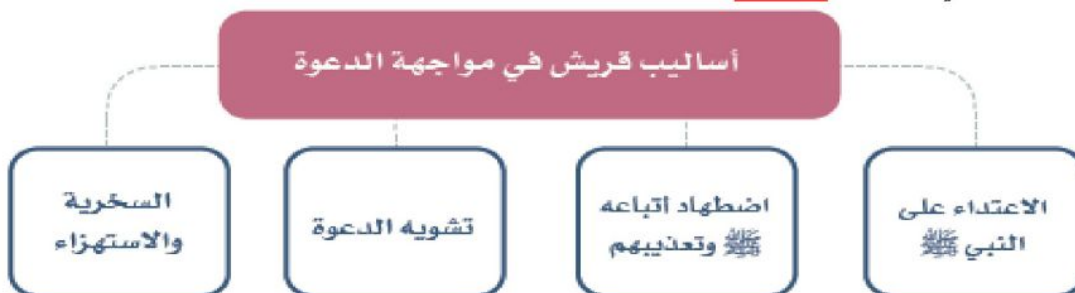 أساليب قريش في مواجهة الدعوة
الاعتداء على
النبي ﷺ
اضطهاد أتباعه
ﷺ وتعذيبهم
تشويه الدعوة
السخرية
والاستهزاء